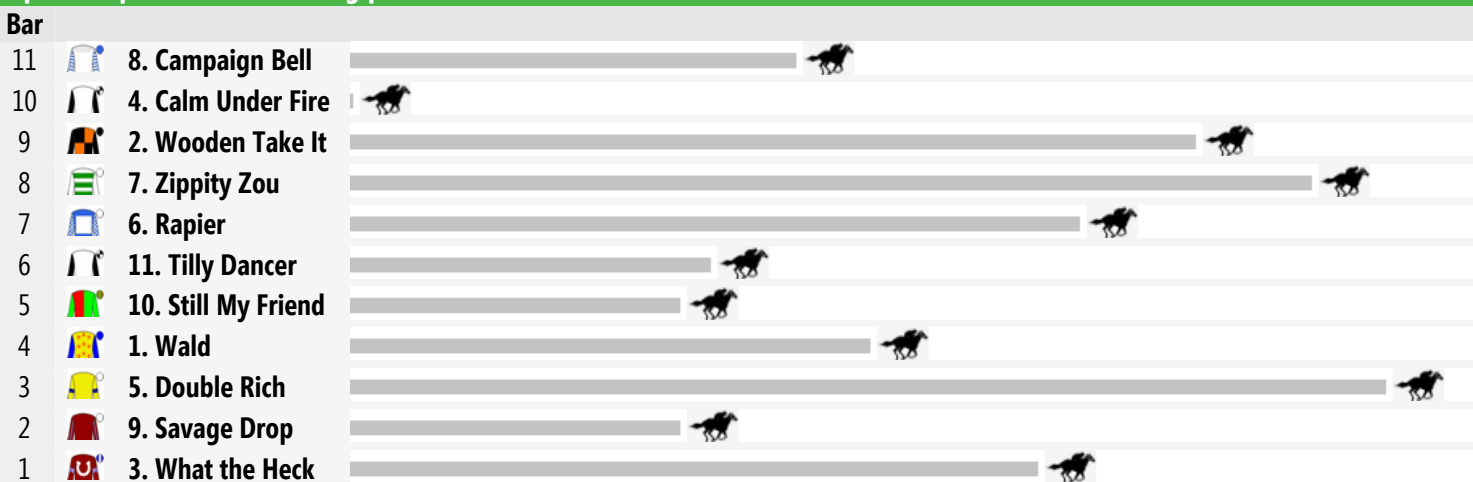 Bar
11 8. Campaign Bell
10 4. Calm Under Fire
9 2. Wooden Take It
8 7. Zippity Zou
7 6. Rapier
6 11. Tilly Dancer
5 10. Still My Friend
4 1. Wald
3 5. Double Rich
2 9. Savage Drop
1 3. What the Heck